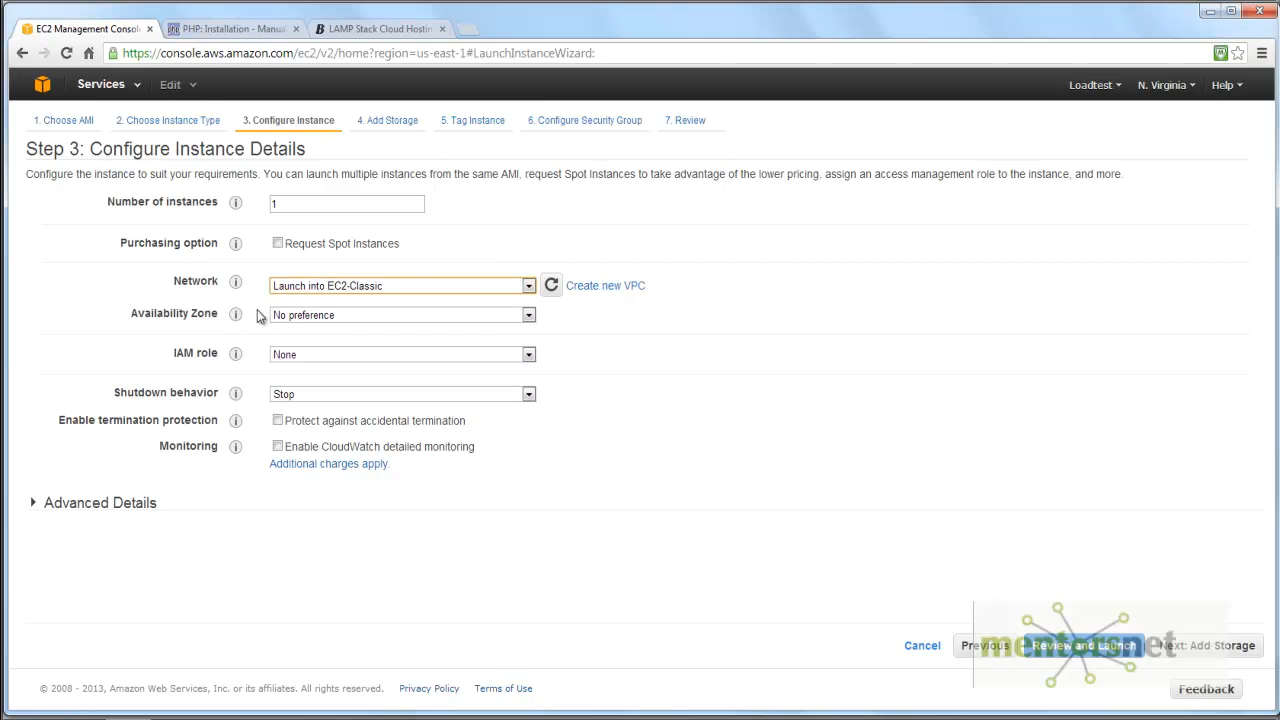 EC2 Management Consol
PHP: Installation - Manua
LAMP Stack Cloud Hostin
https://console.aws.amazon.com/ec2/v2/home?region=us-east-1#LaunchInstanceWizard:
Services
Edit
Loadtest
N. Virginia
Help
1. Choose AMI
2. Choose Instance Type
3. Configure Instance
4. Add Storage
5. Tag Instance
6. Configure Security Group
7. Review
Step 3: Configure Instance Details
Configure the instance to suit your requirements. You can launch multiple instances from the same AMI, request Spot Instances to take advantage of the lower pricing, assign an access management role to the instance, and more.
Number of instances
1
Purchasing option
Request Spot Instances
Network
Launch into EC2-Classic
Create new VPC
Availability Zone
No preference
IAM role
None
Shutdown behavior
Stop
Enable termination protection
Protect against accidental termination
Monitoring
Enable CloudWatch detailed monitoring
Additional charges apply.
Advanced Details
Cancel
Previous
Review and Launch
Next: Add Storage
mentorsnet
© 2008 - 2013, Amazon Web Services, Inc. or its affiliates. All rights reserved.
Privacy Policy
Terms of Use
Feedback